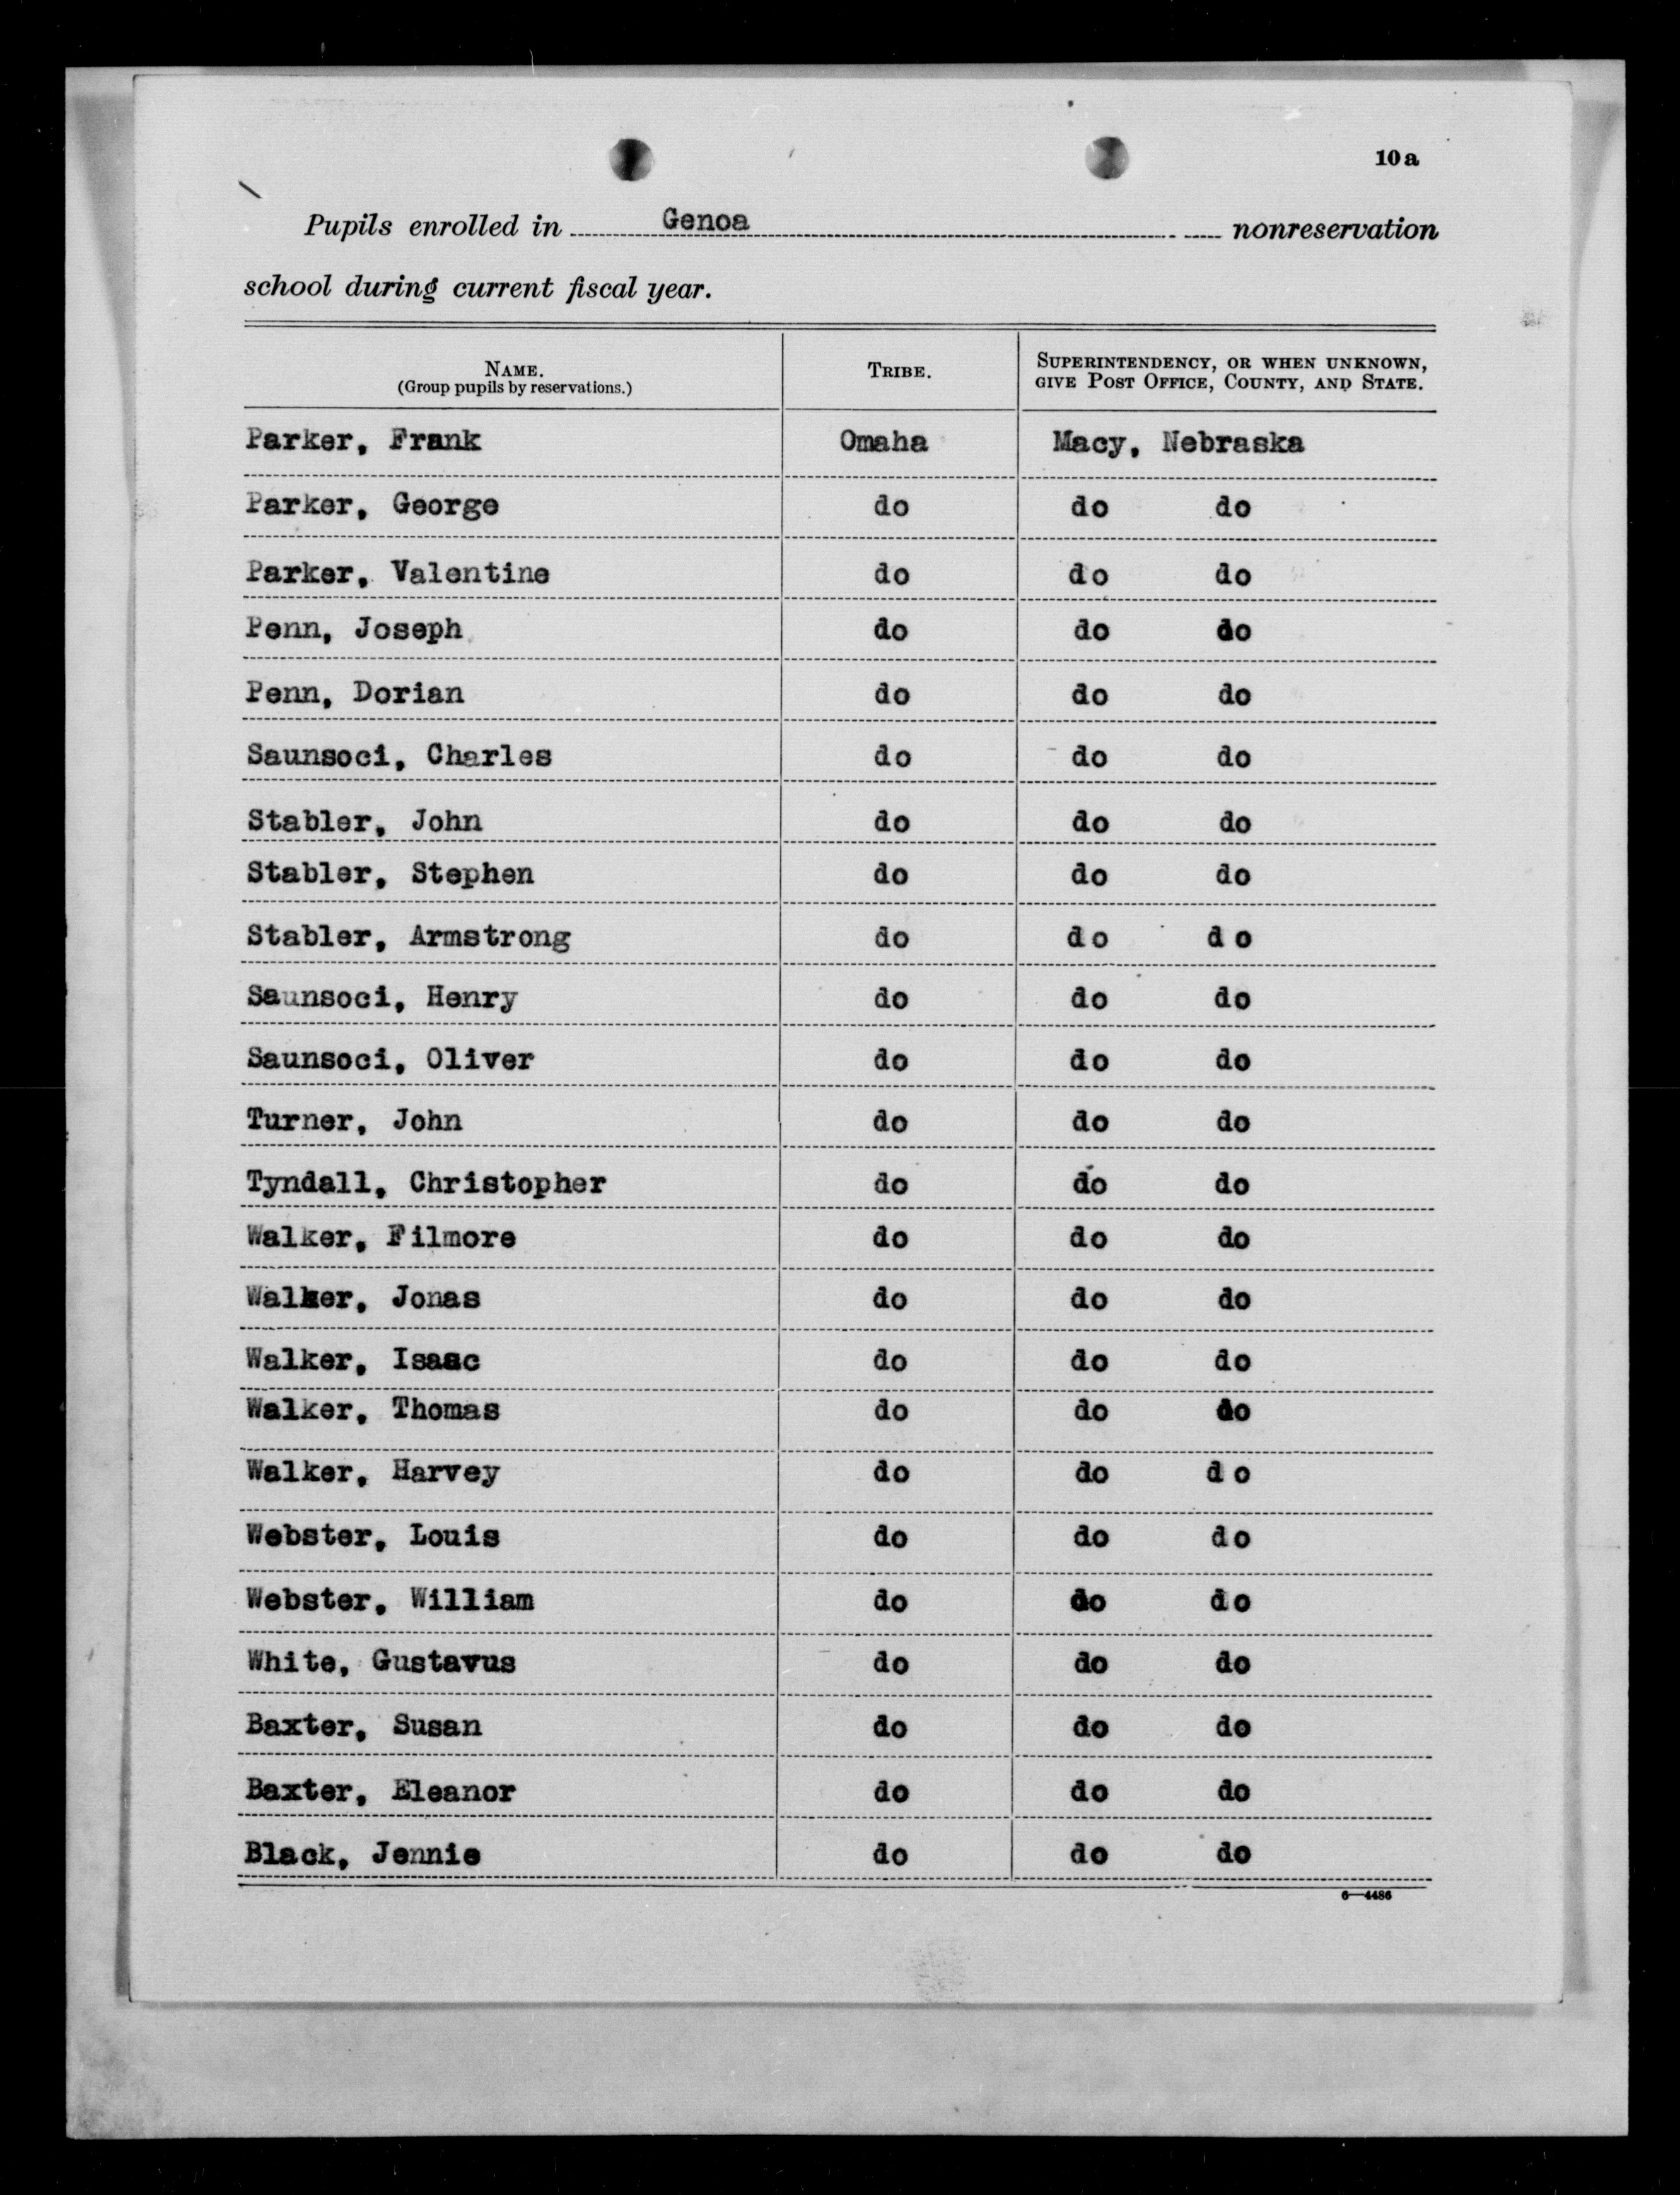 10a
Pupils enrolled in Genoa nonreservation
school during current fiscal year.
NAME. TRIBE. SUPERINTENDENCY, OR WHEN UNKNOWN,
(Group pupils by reservations.) GIVE POST OFFICE, COUNTY, AND STATE.
Parker, Frank Omaha Macy, Nebraska
Parker, George do do do
Parker, Valentine do do do
Penn, Joseph do do do
Penn, Dorian do do do
Saunsoci, Charles do do do
Stabler, John do do do
Stabler, Stephen do do do
Stabler, Armstrong do do do
Saunsoci, Henry do do do
Saunsoci, Oliver do do do
Turner, John do do do
Tyndall, Christopher do do do
Walker, Filmore do do do
Walker, Jonas do do do
Walker, Isaac do do do
Walker, Thomas do do do
Walker, Harvey do do do
Webster, Louis do do do
Webster, William do do do
White, Gustavus do do do
Baxter, Susan do do do
Baxter, Eleanor do do do
Black, Jennie do do do
6—4486